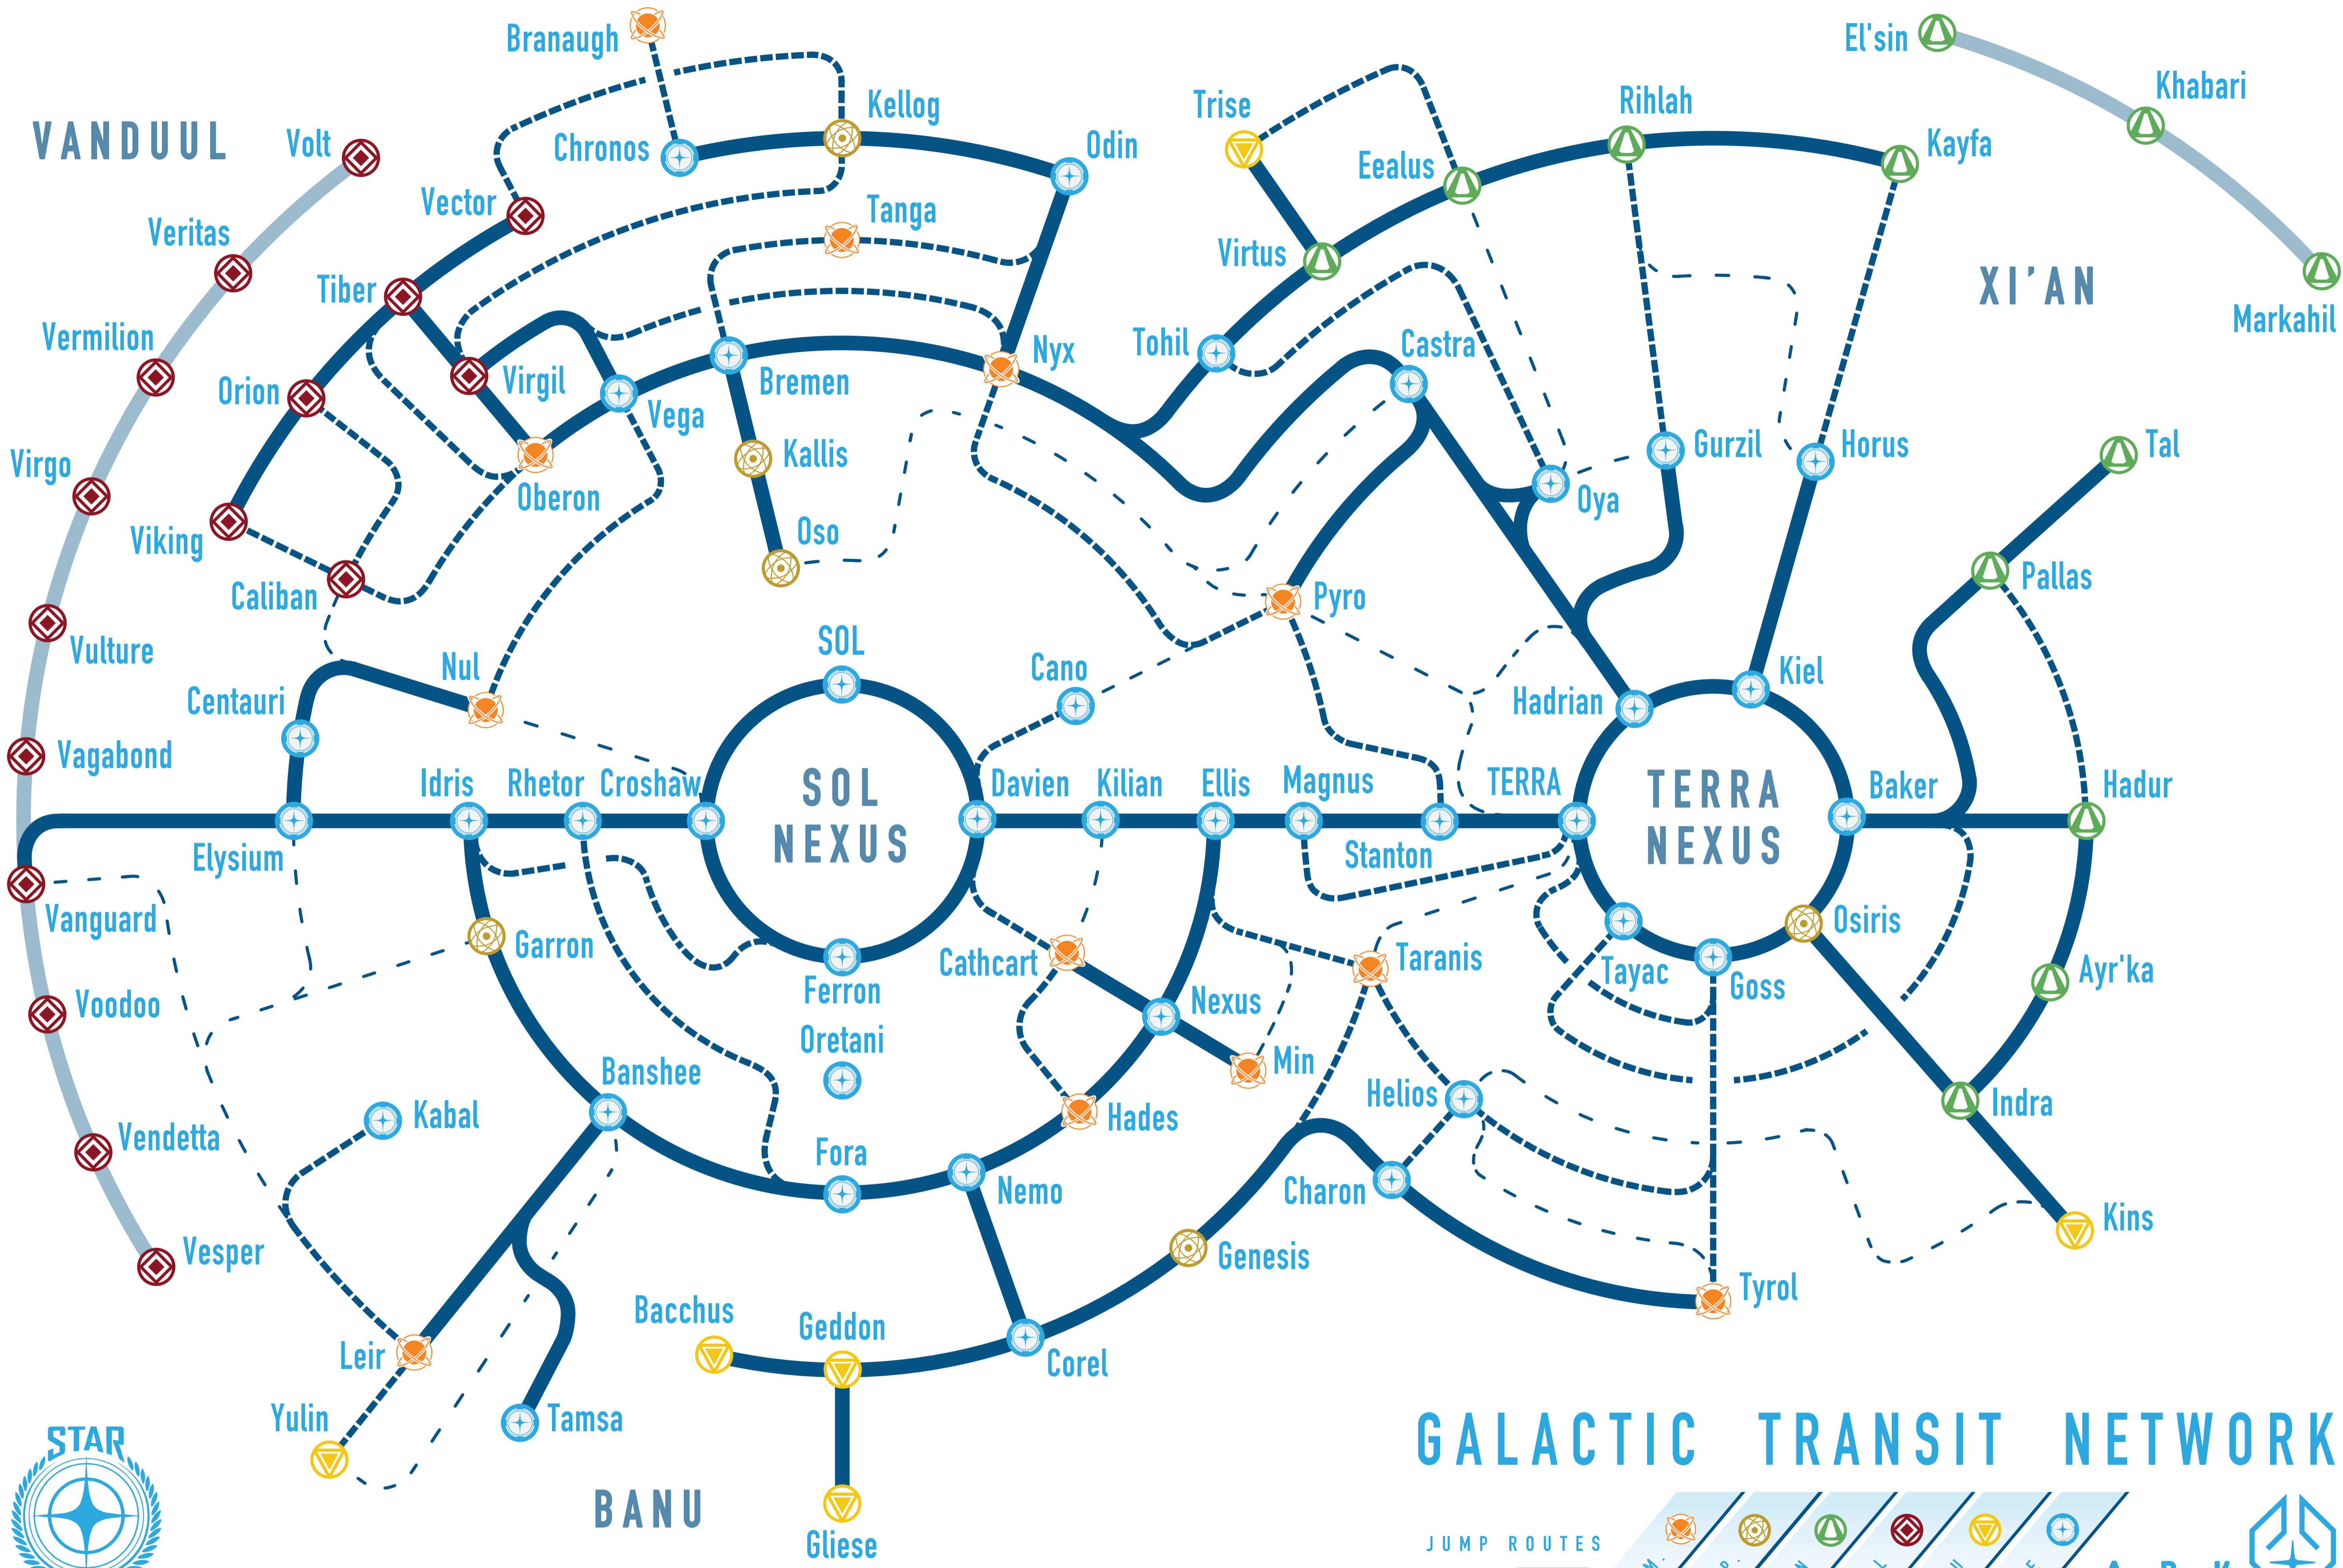 Branaugh
El'sin
Khabari
Kellog
Trise
Rihlah
VANDUUL
Volt
Chronos
Odin
Kayfa
Eealus
Vector
Tanga
Veritas
Virtus
XI'AN
Tiber
Markahil
Vermilion
Nyx
Tohil
Castra
Orion
Virgil
Bremen
Vega
Kallis
Gurzil
Horus
Tal
Virgo
Oberon
Oya
Viking
Oso
Caliban
Pyro
Pallas
Vulture
SOL
Nul
Cano
Kiel
Centauri
Hadrian
Vagabond
Idris
Rhetor
Croshaw
SOL
NEXUS
Davien
Kilian
Ellis
Magnus
TERRA
TERRA
NEXUS
Baker
Hadur
Elysium
Stanton
Vanguard
Garron
Cathcart
Taranis
Osiris
Tayac
Goss
Ayr'ka
Ferron
Voodoo
Nexus
Oretani
Banshee
Min
Helios
Indra
Kabal
Hades
Vendetta
Fora
Nemo
Charon
Kins
Vesper
Genesis
Tyrol
Bacchus
Geddon
Leir
Corel
Yulin
Tamsa
STAR
GALACTIC TRANSIT NETWORK
BANU
Gliese
JUMP ROUTES